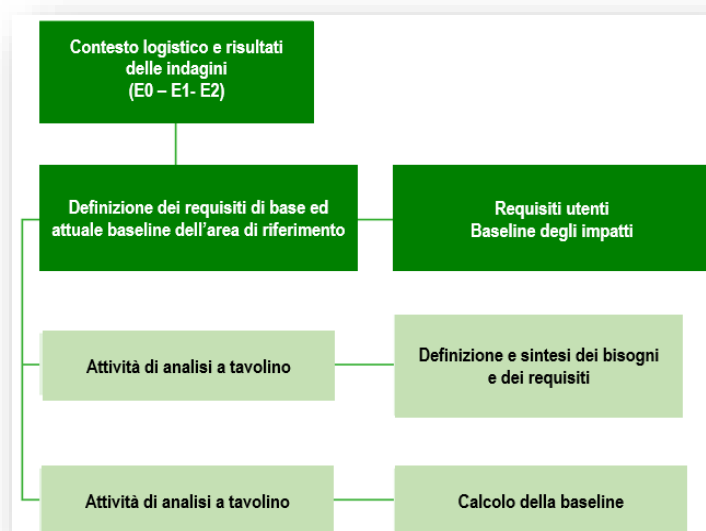 Contesto logistico e risultati
delle indagini
(E0 – E1- E2)
Definizione dei requisiti di base ed
attuale baseline dell'area di riferimento
Requisiti utenti
Baseline degli impatti
Attività di analisi a tavolino
Definizione e sintesi dei bisogni
e dei requisiti
Attività di analisi a tavolino
Calcolo della baseline